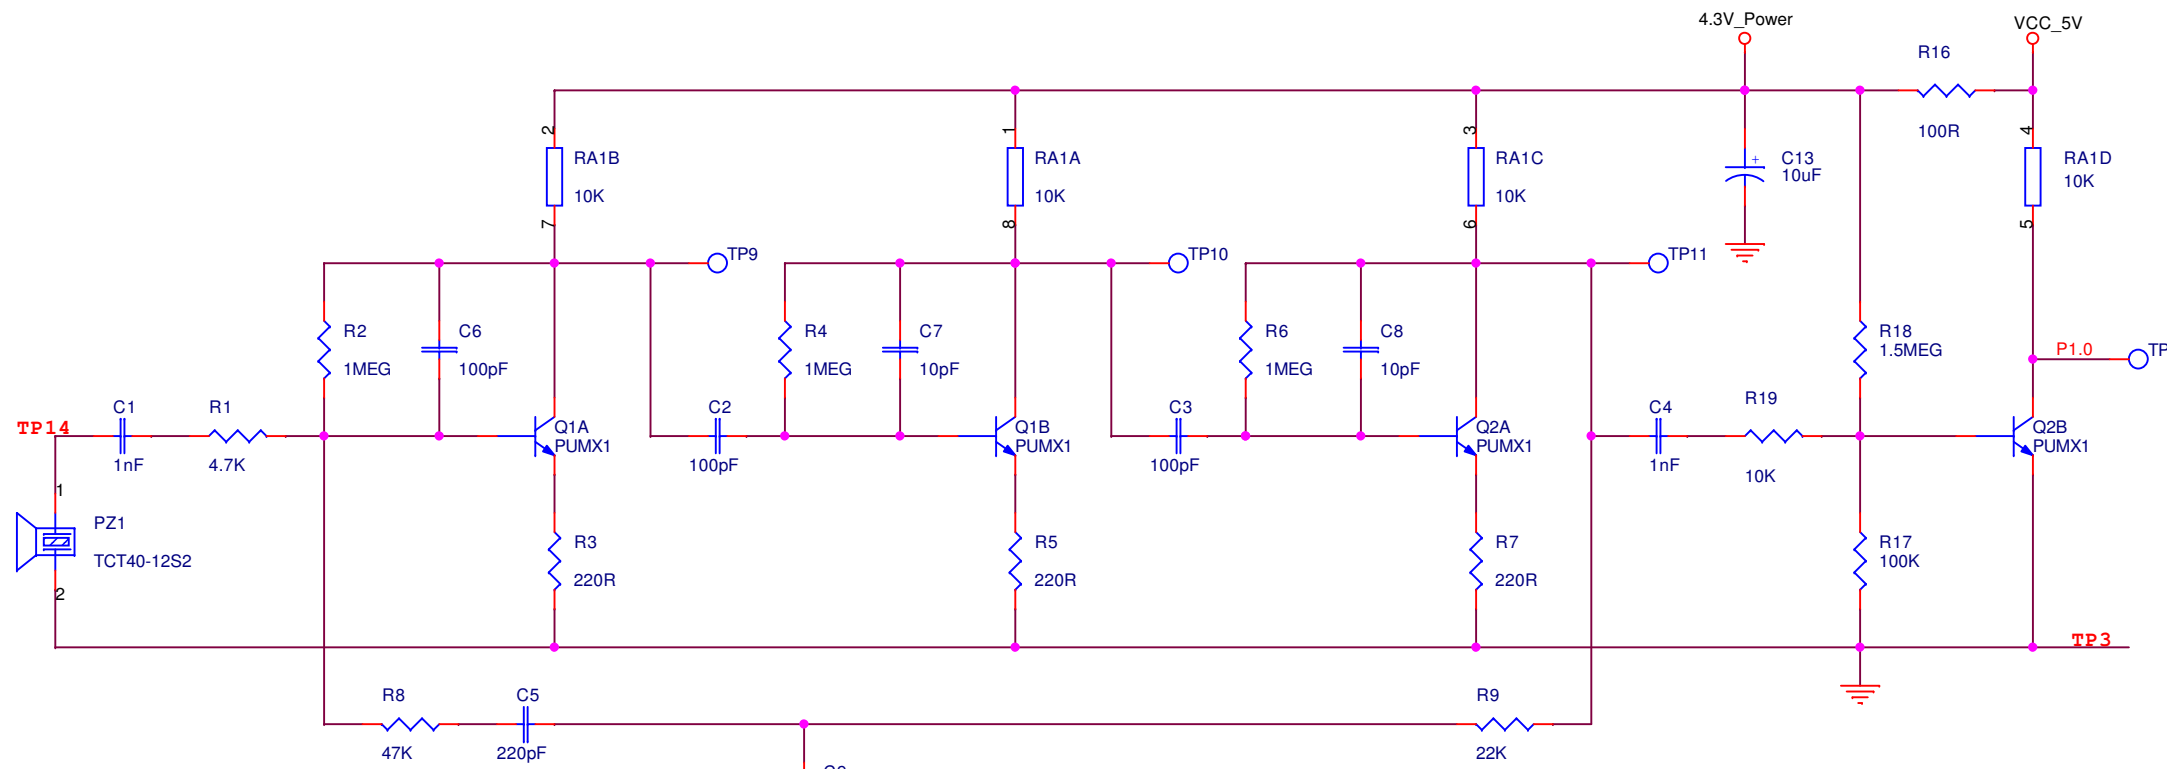 4.3V_Power
VCC_5V
R16
100R
2
RA1B
10K
7
1
RA1A
10K
8
3
RA1C
10K
6
+
C13
10uF
4
RA1D
10K
5
TP9
TP10
TP11
R2
1MEG
C6
100pF
R4
1MEG
C7
10pF
R6
1MEG
C8
10pF
R18
1.5MEG
P1.0
TP
TP14
C1
1nF
R1
4.7K
Q1A
PUMX1
C2
100pF
Q1B
PUMX1
C3
100pF
Q2A
PUMX1
C4
1nF
R19
10K
Q2B
PUMX1
1
PZ1
TCT40-12S2
2
R3
220R
R5
220R
R7
220R
R17
100K
TP3
R8
47K
C5
220pF
R9
22K